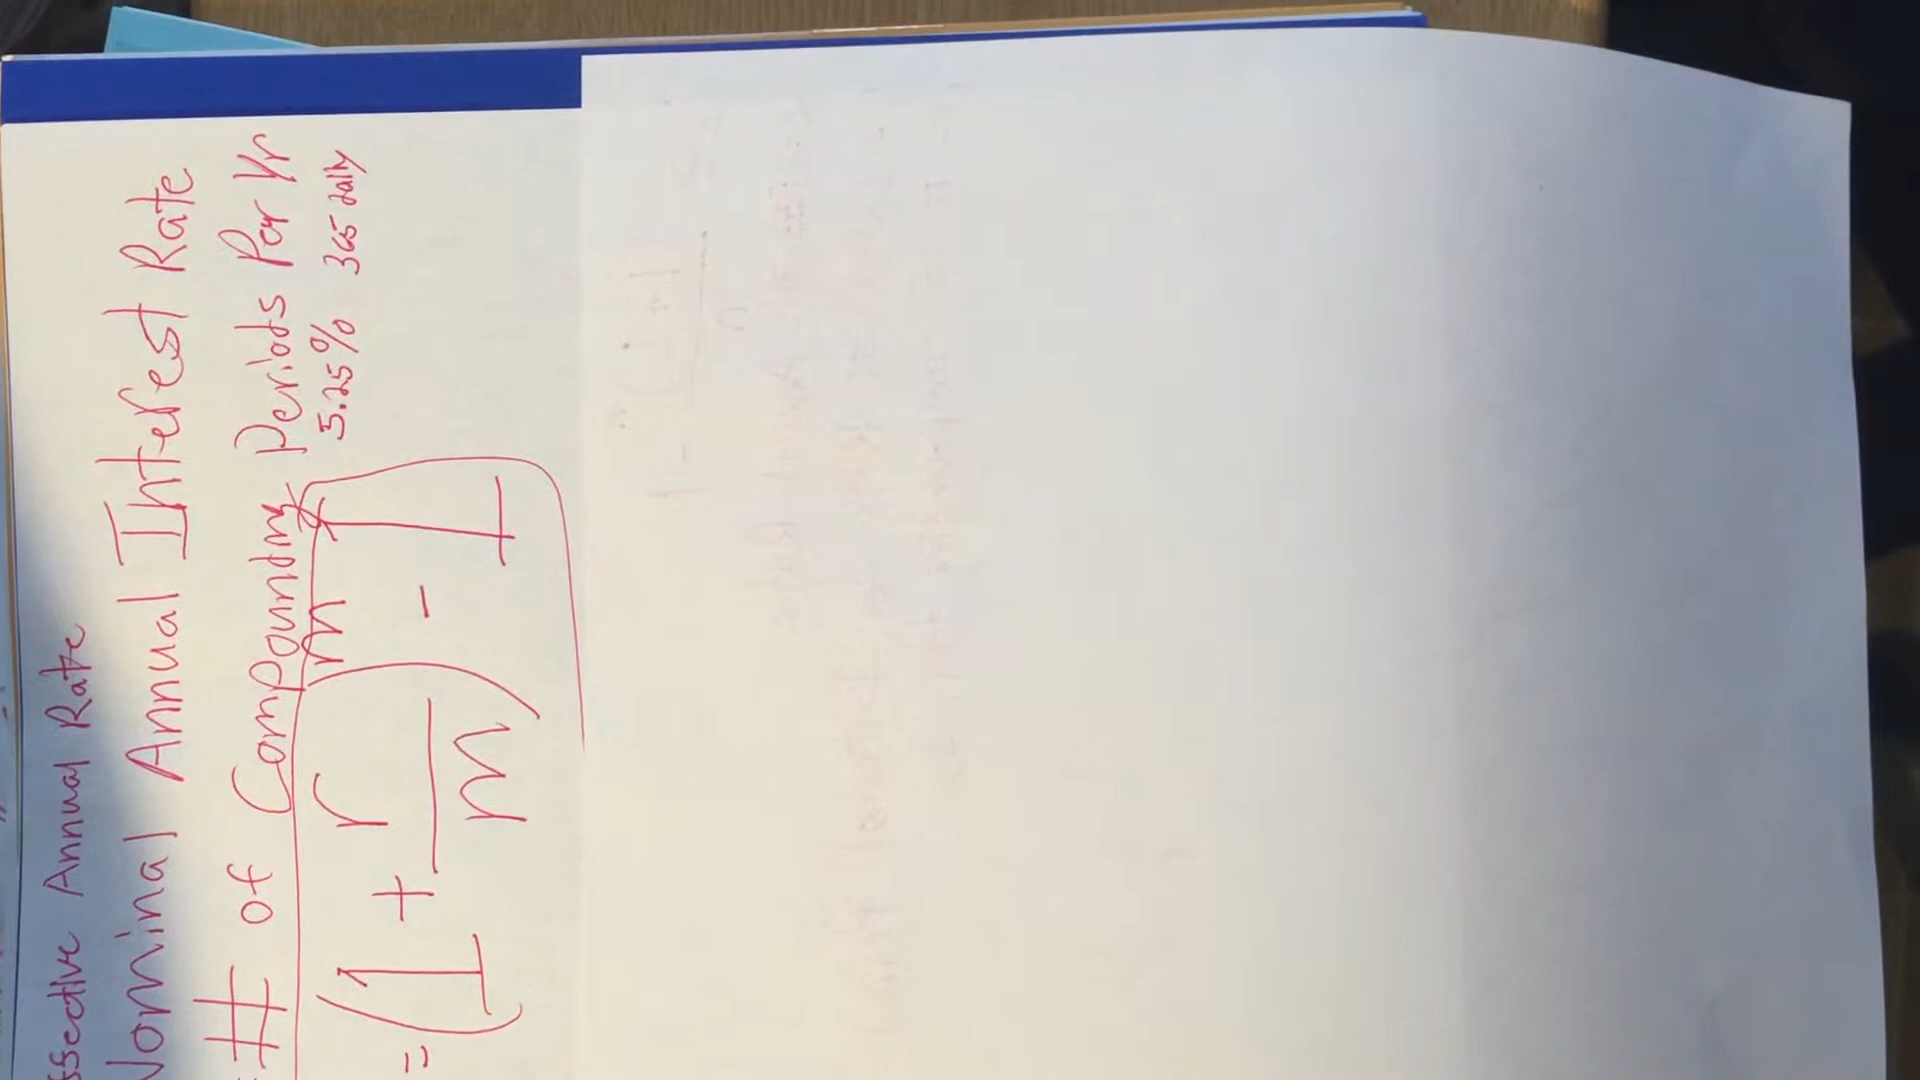 ffective Annual Rate
Nominal Annual Interest Rate
# of Compounding Periods Per Yr
5.25% 365 daily
= (1 + r/m)^m - 1